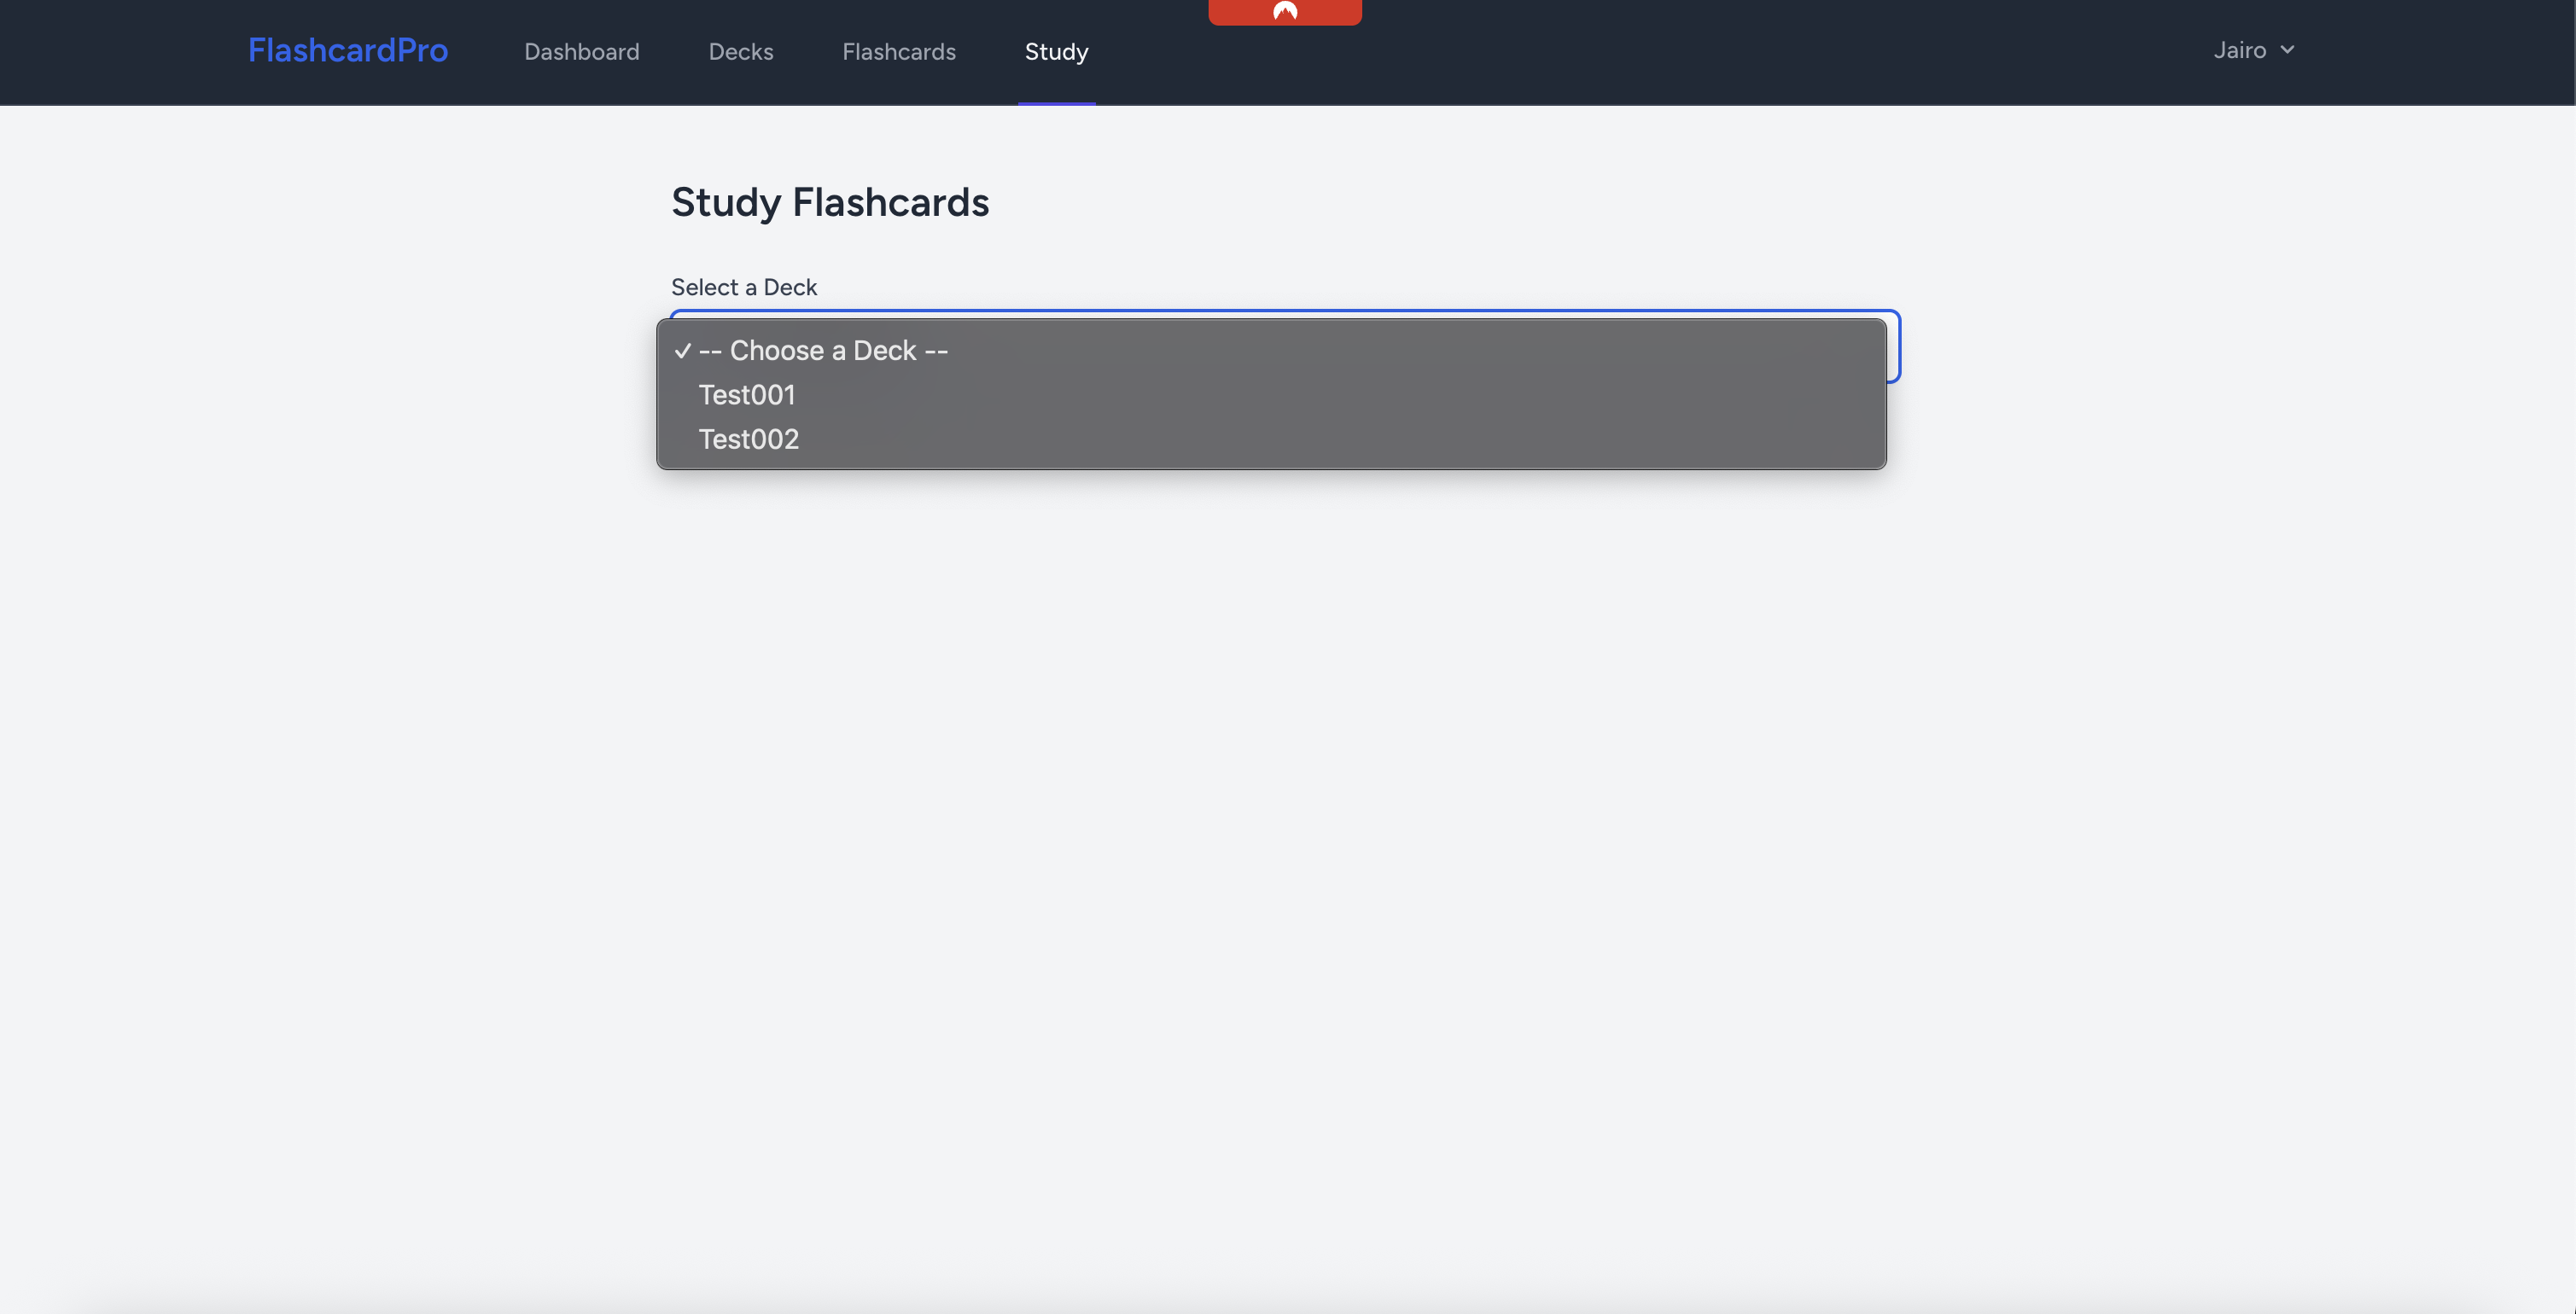 FlashcardPro Dashboard Decks Flashcards Study Jairo
Study Flashcards
Select a Deck
-- Choose a Deck --
Test001
Test002